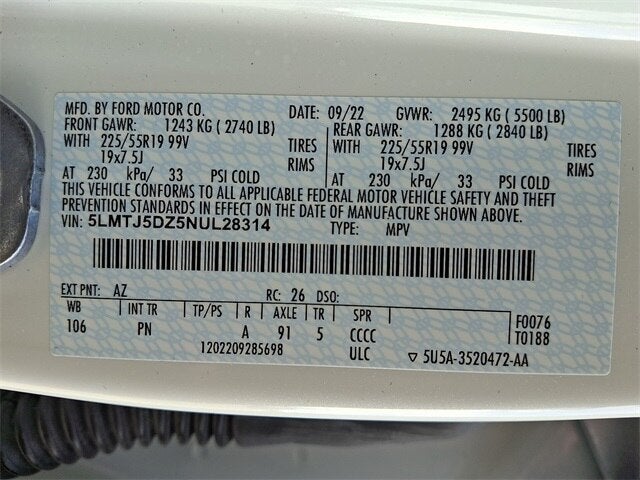 MFD. BY FORD MOTOR CO. DATE: 09/22 GVWR: 2495 KG ( 5500 LB)
FRONT GAWR: 1243 KG ( 2740 LB) REAR GAWR: 1288 KG ( 2840 LB)
WITH 225/55R19 99V TIRES WITH 225/55R19 99V TIRES
19x7.5J RIMS 19x7.5J RIMS
AT 230 kPa/ 33 PSI COLD AT 230 kPa/ 33 PSI COLD
THIS VEHICLE CONFORMS TO ALL APPLICABLE FEDERAL MOTOR VEHICLE SAFETY AND THEFT
PREVENTION STANDARDS IN EFFECT ON THE DATE OF MANUFACTURE SHOWN ABOVE.
VIN: 5LMTJ5DZ5NUL28314 TYPE: MPV
EXT PNT: AZ RC: 26 DSO:
WB INT TR TP/PS R AXLE TR SPR F0076
106 PN A 91 5 CCCC T0188
1202209285698 ULC ▽ 5U5A-3520472-AA